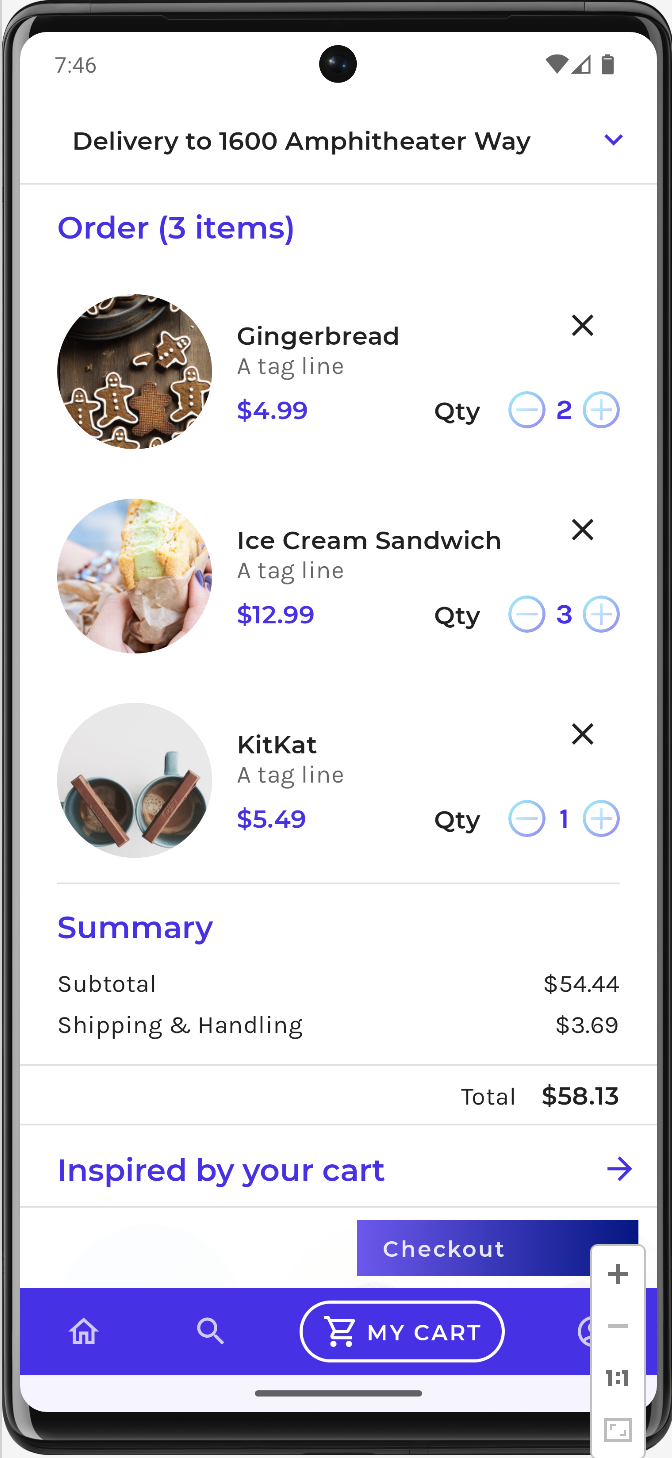 7:46
Delivery to 1600 Amphitheater Way
Order (3 items)
Gingerbread
A tag line
$4.99 Qty 2
Ice Cream Sandwich
A tag line
$12.99 Qty 3
KitKat
A tag line
$5.49 Qty 1
Summary
Subtotal $54.44
Shipping & Handling $3.69
Total $58.13
Inspired by your cart
Checkout
MY CART
1:1